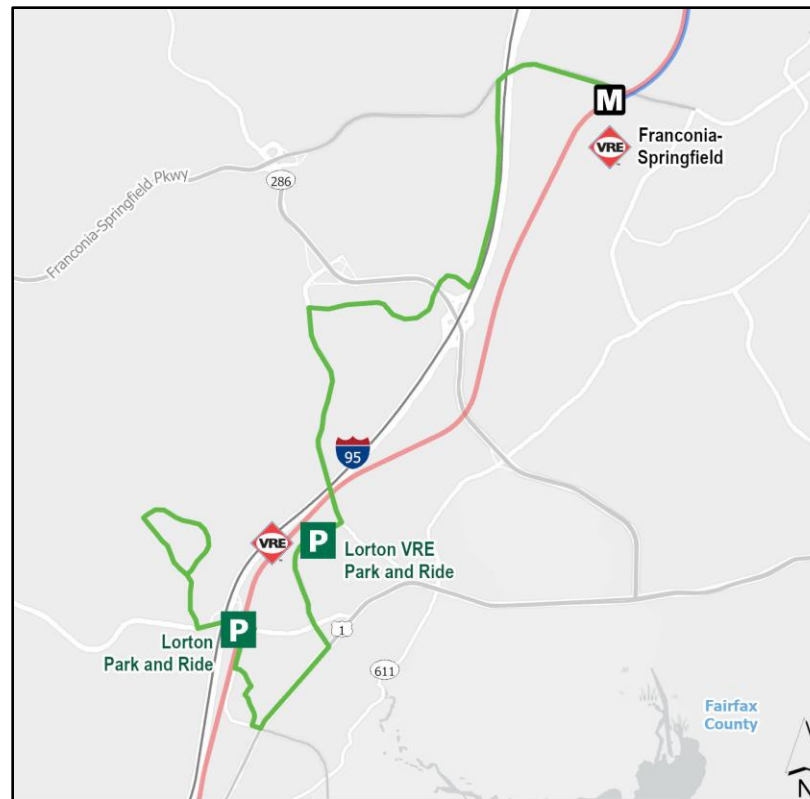 M
VRE
Franconia-
Springfield
286
Franconia-Springfield Pkwy
95
VRE
P
Lorton VRE
Park and Ride
P
Lorton
Park and Ride
1
611
Fairfax
County
N